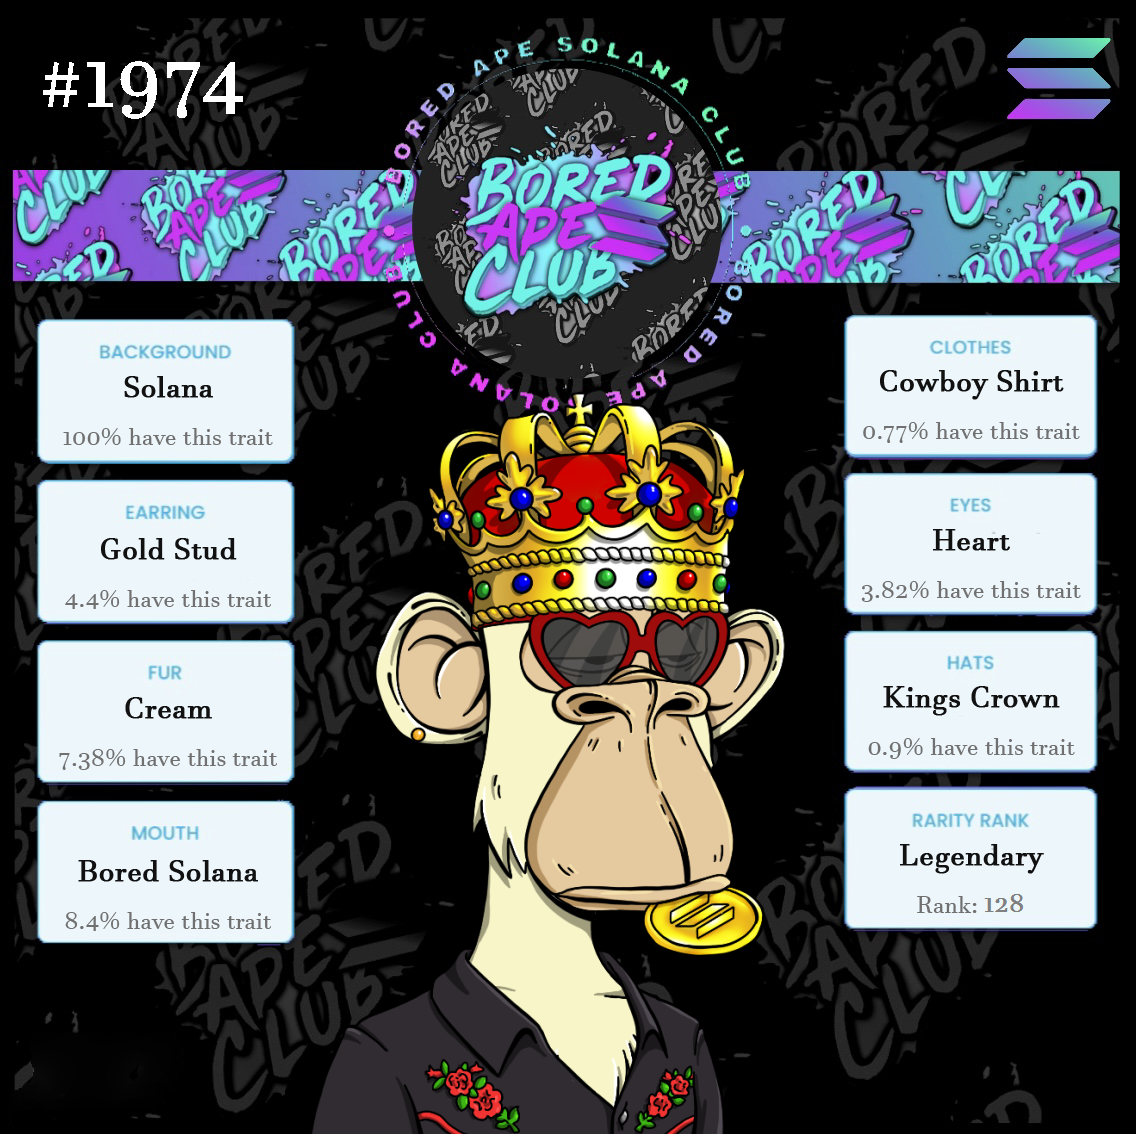 #1974
BORED APE SOLANA CLUB
BORED APE SOLANA CLUB
BORED
APE
CLUB
BACKGROUND
Solana
100% have this trait
EARRING
Gold Stud
4.4% have this trait
FUR
Cream
7.38% have this trait
MOUTH
Bored Solana
8.4% have this trait
CLOTHES
Cowboy Shirt
0.77% have this trait
EYES
Heart
3.82% have this trait
HATS
Kings Crown
0.9% have this trait
RARITY RANK
Legendary
Rank: 128